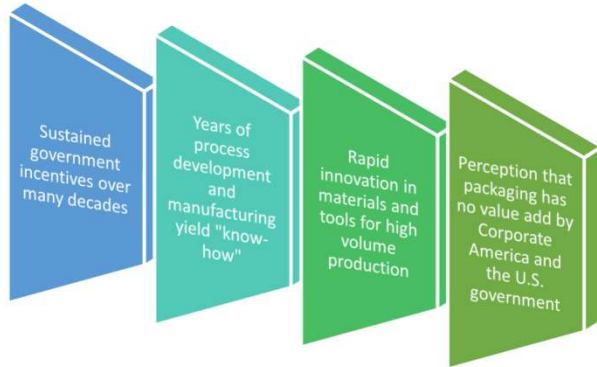 Sustained
government
incentives over
many decades
Years of
process
development
and
manufacturing
yield "know-
how"
Rapid
innovation in
materials and
tools for high
volume
production
Perception that
packaging has
no value add by
Corporate
America and
the U.S.
government